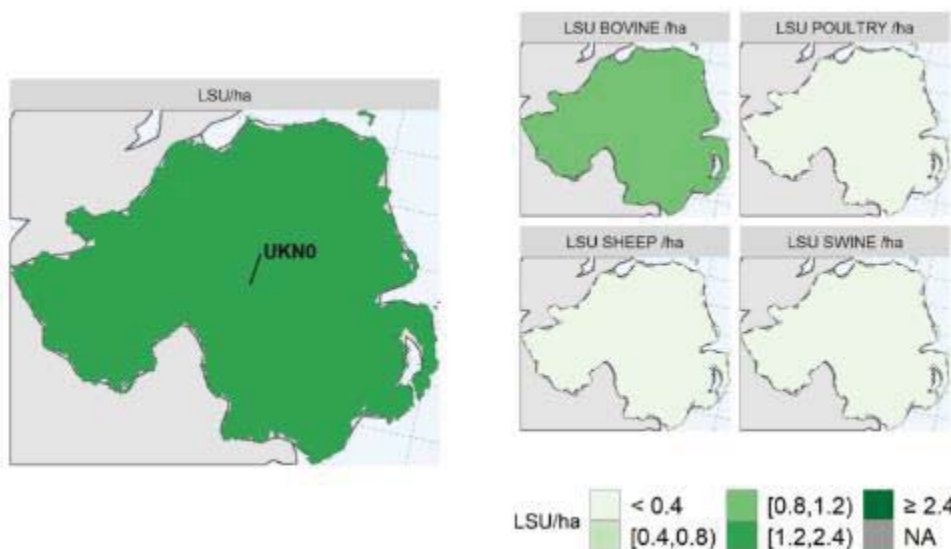 LSU/ha
UKN0
LSU BOVINE /ha
LSU POULTRY /ha
LSU SHEEP /ha
LSU SWINE /ha
LSU/ha
< 0.4
[0.8,1.2)
≥ 2.4
[0.4,0.8)
[1.2,2.4)
NA